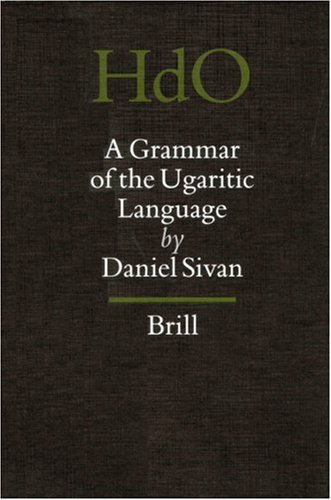 HdO
A Grammar
of the Ugaritic
Language
by
Daniel Sivan
Brill